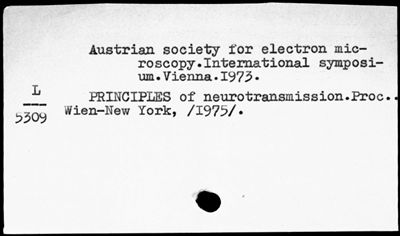 Austrian society for electron mic-
roscopy.International symposi-
um.Vienna.I973.
L
5309
PRINCIPLES of neurotransmission.Proc..
Wien-New York, /I975/.